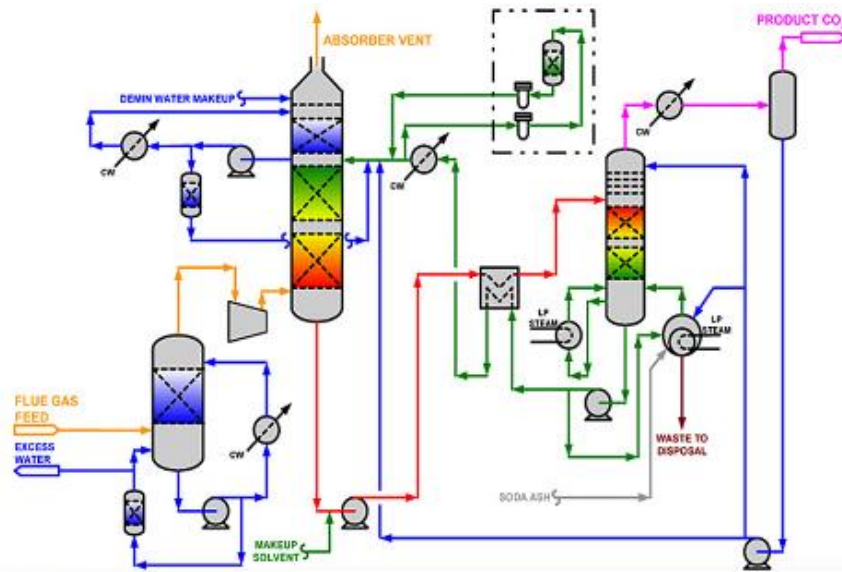 PRODUCT CO
ABSORBER VENT
DEMIN WATER MAKEUP
CW
CW
CW
LP
STEAM
LP
STEAM
FLUE GAS
FEED
EXCESS
WATER
CW
WASTE TO
DISPOSAL
SODA ASH
MAKEUP
SOLVENT